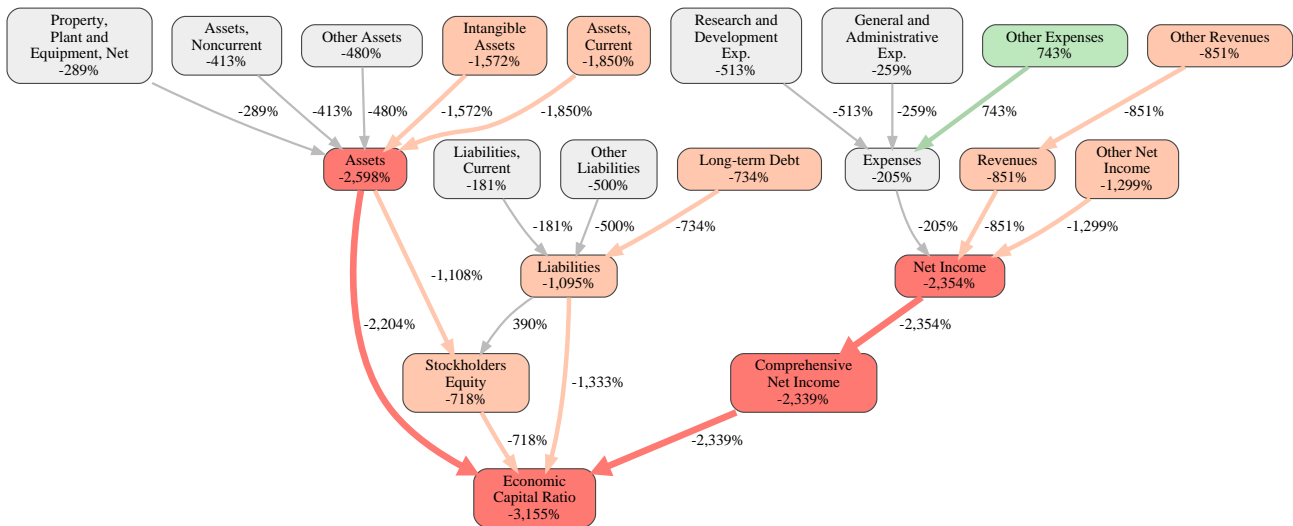 Property,
Plant and
Equipment, Net
-289%
Assets,
Noncurrent
-413%
Other Assets
-480%
Intangible
Assets
-1,572%
Assets,
Current
-1,850%
Research and
Development
Exp.
-513%
General and
Administrative
Exp.
-259%
Other Expenses
743%
Other Revenues
-851%
-289%
-413%
-480%
-1,572%
-1,850%
-513%
-259%
743%
-851%
Assets
-2,598%
Liabilities,
Current
-181%
Other
Liabilities
-500%
Long-term Debt
-734%
Expenses
-205%
Revenues
-851%
Other Net
Income
-1,299%
-181%
-500%
-734%
-205%
-851%
-1,299%
-1,108%
Liabilities
-1,095%
Net Income
-2,354%
-2,204%
390%
-2,354%
Stockholders
Equity
-718%
-1,333%
Comprehensive
Net Income
-2,339%
-718%
-2,339%
Economic
Capital Ratio
-3,155%